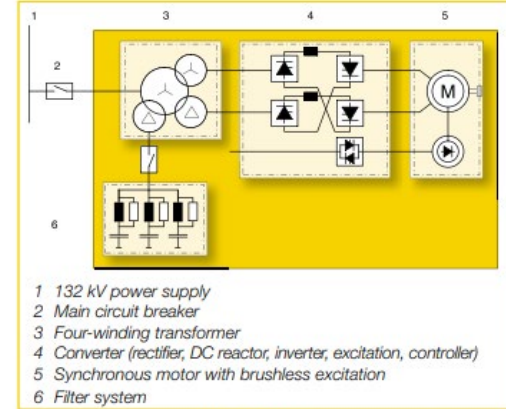 1 3 4 5
2
M
6
1 132 kV power supply
2 Main circuit breaker
3 Four-winding transformer
4 Converter (rectifier, DC reactor, inverter, excitation, controller)
5 Synchronous motor with brushless excitation
6 Filter system